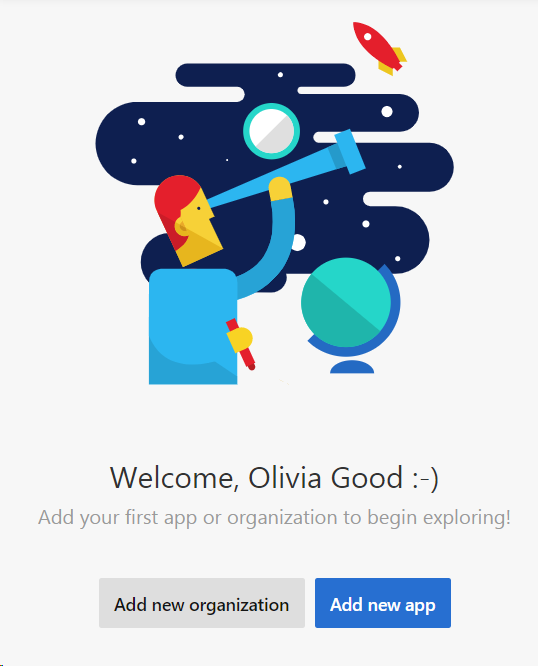 Welcome, Olivia Good :-)
Add your first app or organization to begin exploring!
Add new organization
Add new app